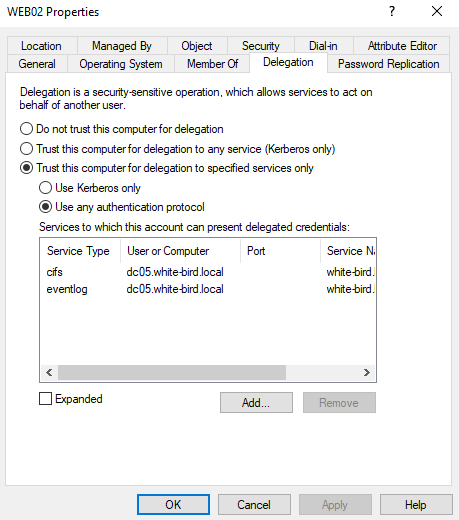 WEB02 Properties
? ×
Location Managed By Object Security Dial-in Attribute Editor
General Operating System Member Of Delegation Password Replication
Delegation is a security-sensitive operation, which allows services to act on
behalf of another user.
Do not trust this computer for delegation
Trust this computer for delegation to any service (Kerberos only)
Trust this computer for delegation to specified services only
Use Kerberos only
Use any authentication protocol
Services to which this account can present delegated credentials:
Service Type User or Computer Port Service Na
cifs dc05.white-bird.local white-bird.l
eventlog dc05.white-bird.local white-bird.l
Expanded
Add... Remove
OK Cancel Apply Help